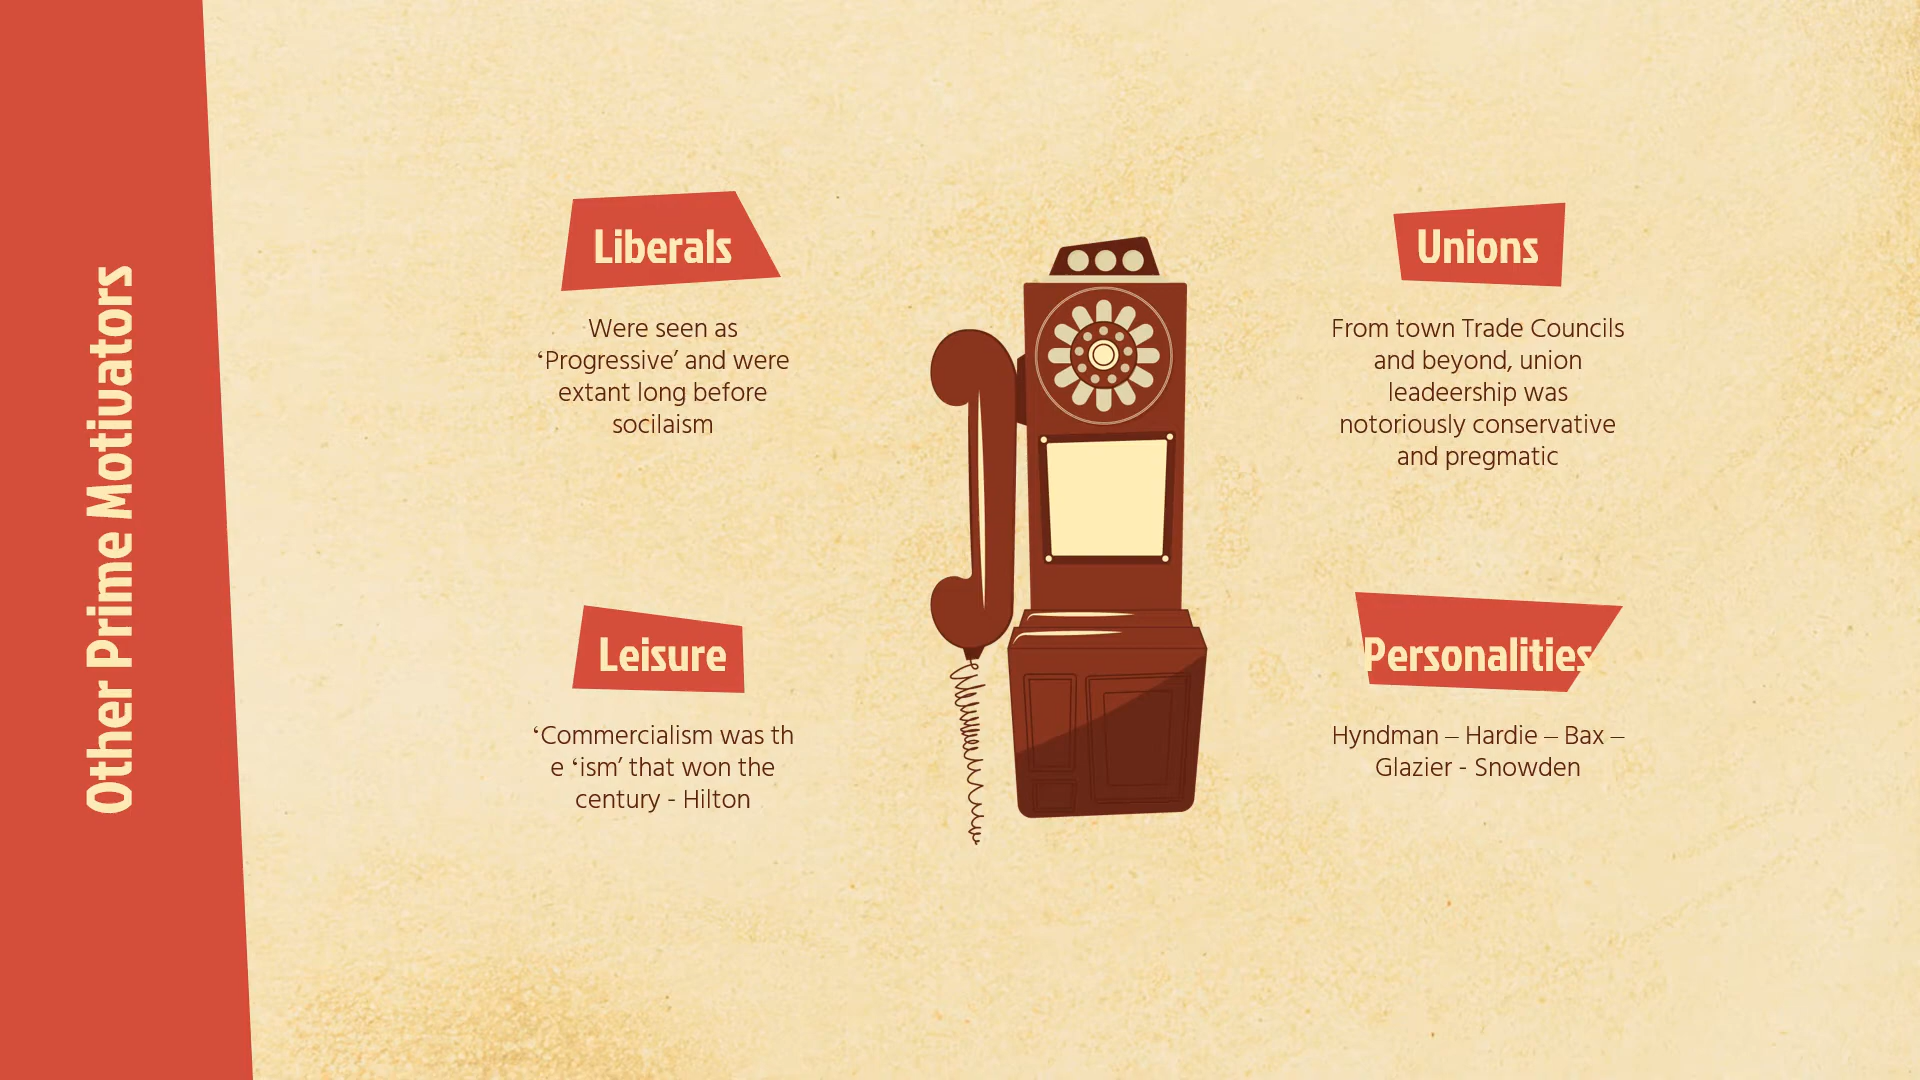 Other Prime Motivators
Liberals
Were seen as
‘Progressive’ and were
extant long before
socilaism
Unions
From town Trade Councils
and beyond, union
leadeership was
notoriously conservative
and pregmatic
Leisure
‘Commercialism was th
e ‘ism’ that won the
century - Hilton
Personalities
Hyndman – Hardie – Bax –
Glazier - Snowden